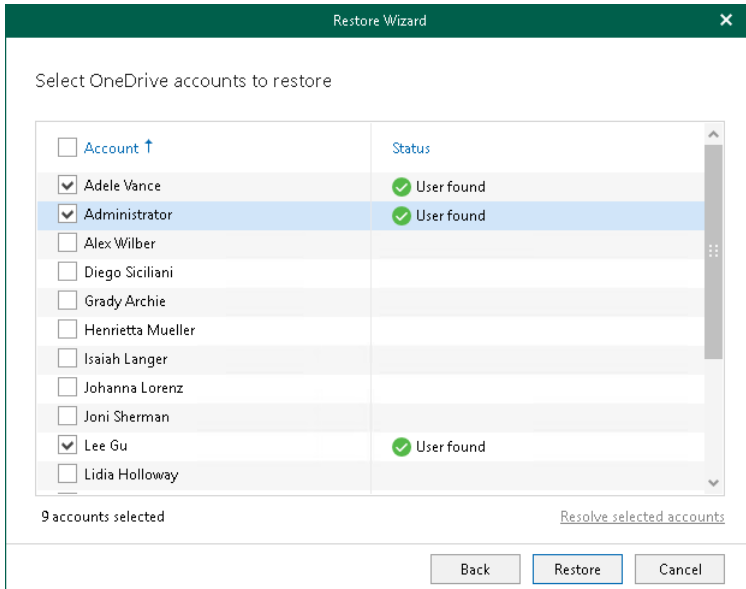 Restore Wizard
Select OneDrive accounts to restore
Account ↑ Status
Adele Vance User found
Administrator User found
Alex Wilber
Diego Siciliani
Grady Archie
Henrietta Mueller
Isaiah Langer
Johanna Lorenz
Joni Sherman
Lee Gu User found
Lidia Holloway
9 accounts selected Resolve selected accounts
Back Restore Cancel